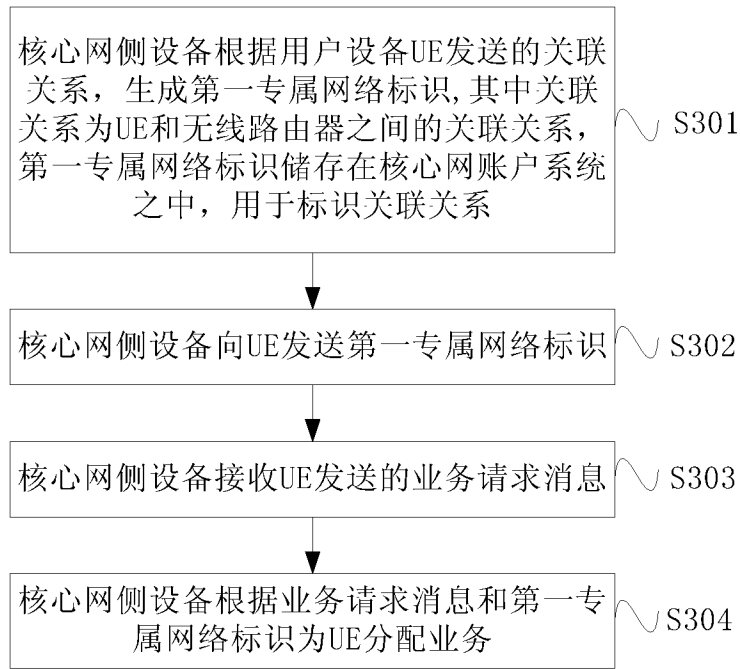 核心网侧设备根据用户设备UE发送的关联
关系，生成第一专属网络标识,其中关联
关系为UE和无线路由器之间的关联关系，
第一专属网络标识储存在核心网账户系统
之中，用于标识关联关系
S301
核心网侧设备向UE发送第一专属网络标识
S302
核心网侧设备接收UE发送的业务请求消息
S303
核心网侧设备根据业务请求消息和第一专
属网络标识为UE分配业务
S304